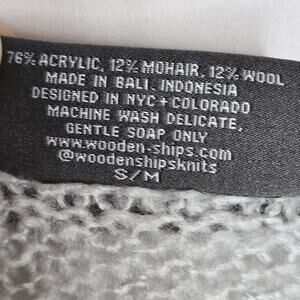 76% ACRYLIC, 12% MOHAIR, 12% WOOL
MADE IN BALI, INDONESIA
DESIGNED IN NYC + COLORADO
MACHINE WASH DELICATE,
GENTLE SOAP ONLY
www.wooden-ships.com
@woodenshipsknits
S/M